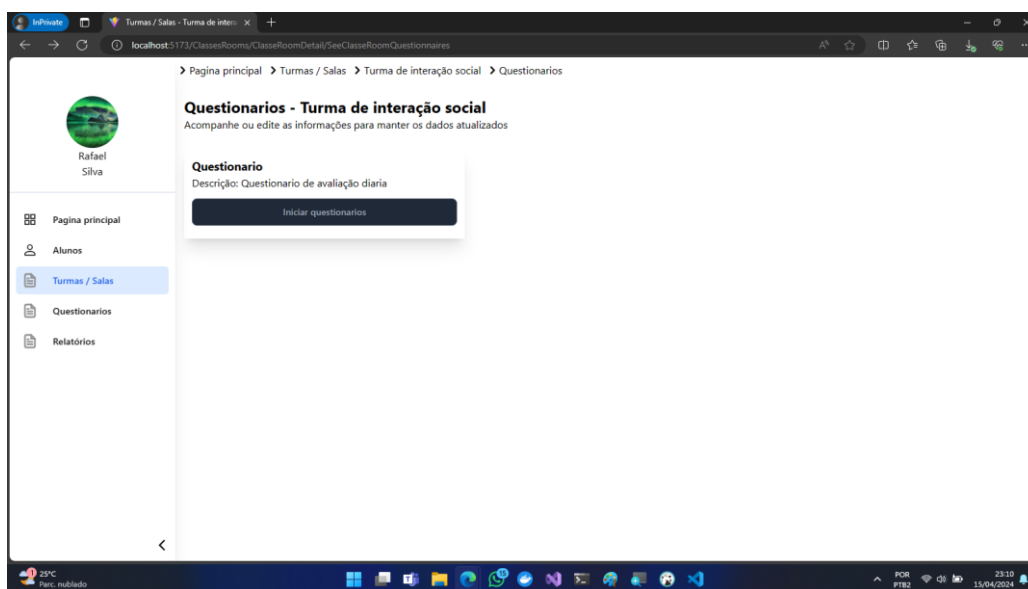 InPrivate
Turmas / Salas - Turma de intera
localhost:5173/ClassesRooms/ClasseRoomDetail/SeeClasseRoomQuestionnaires
Pagina principal Turmas / Salas Turma de interação social Questionarios
Rafael
Silva
Pagina principal
Alunos
Turmas / Salas
Questionarios
Relatórios
Questionarios - Turma de interação social
Acompanhe ou edite as informações para manter os dados atualizados
Questionario
Descrição: Questionario de avaliação diaria
Iniciar questionarios
1
25°C
Parc. nublado
15
POR
PTB2
23:10
15/04/2024